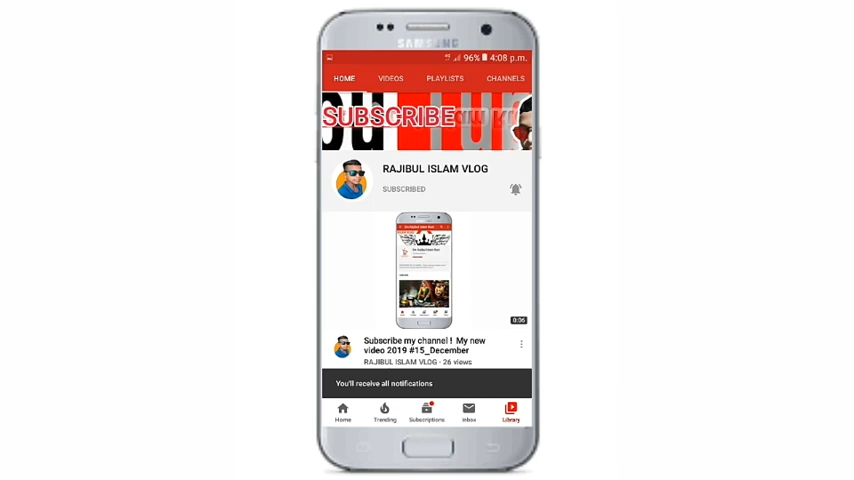 SAMSUNG
96% 4:08 p.m.
HOME VIDEOS PLAYLISTS CHANNELS
SUBSCRIBE
RAJIBUL ISLAM VLOG
SUBSCRIBED
0:06
Subscribe my channel ! My new
video 2019 #15_December
RAJIBUL ISLAM VLOG · 26 views
You'll receive all notifications
Home Trending Subscriptions Inbox Library